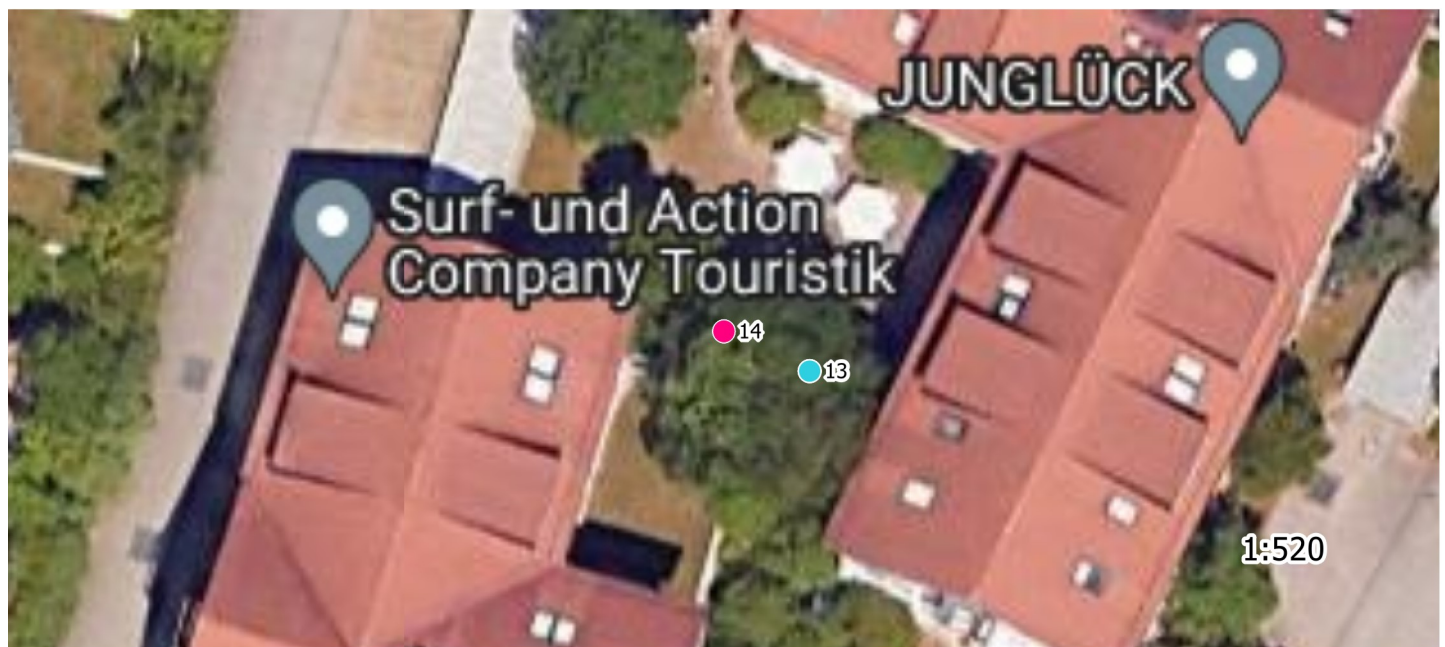 JUNGLÜCK
Surf- und Action
Company Touristik
14
13
1:520